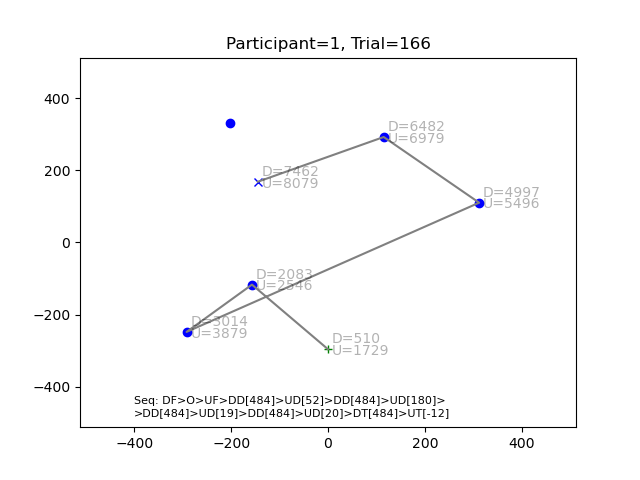 Participant=1, Trial=166
400
200
0
−200
−400
D=6482
U=6979
D=7462
U=8079
D=4997
U=5496
D=2083
U=2546
D=3014
U=3879
D=510
U=1729
Seq: DF>O>UF>DD[484]>UD[52]>DD[484]>UD[180]>
>DD[484]>UD[19]>DD[484]>UD[20]>DT[484]>UT[-12]
−400
−200
0
200
400